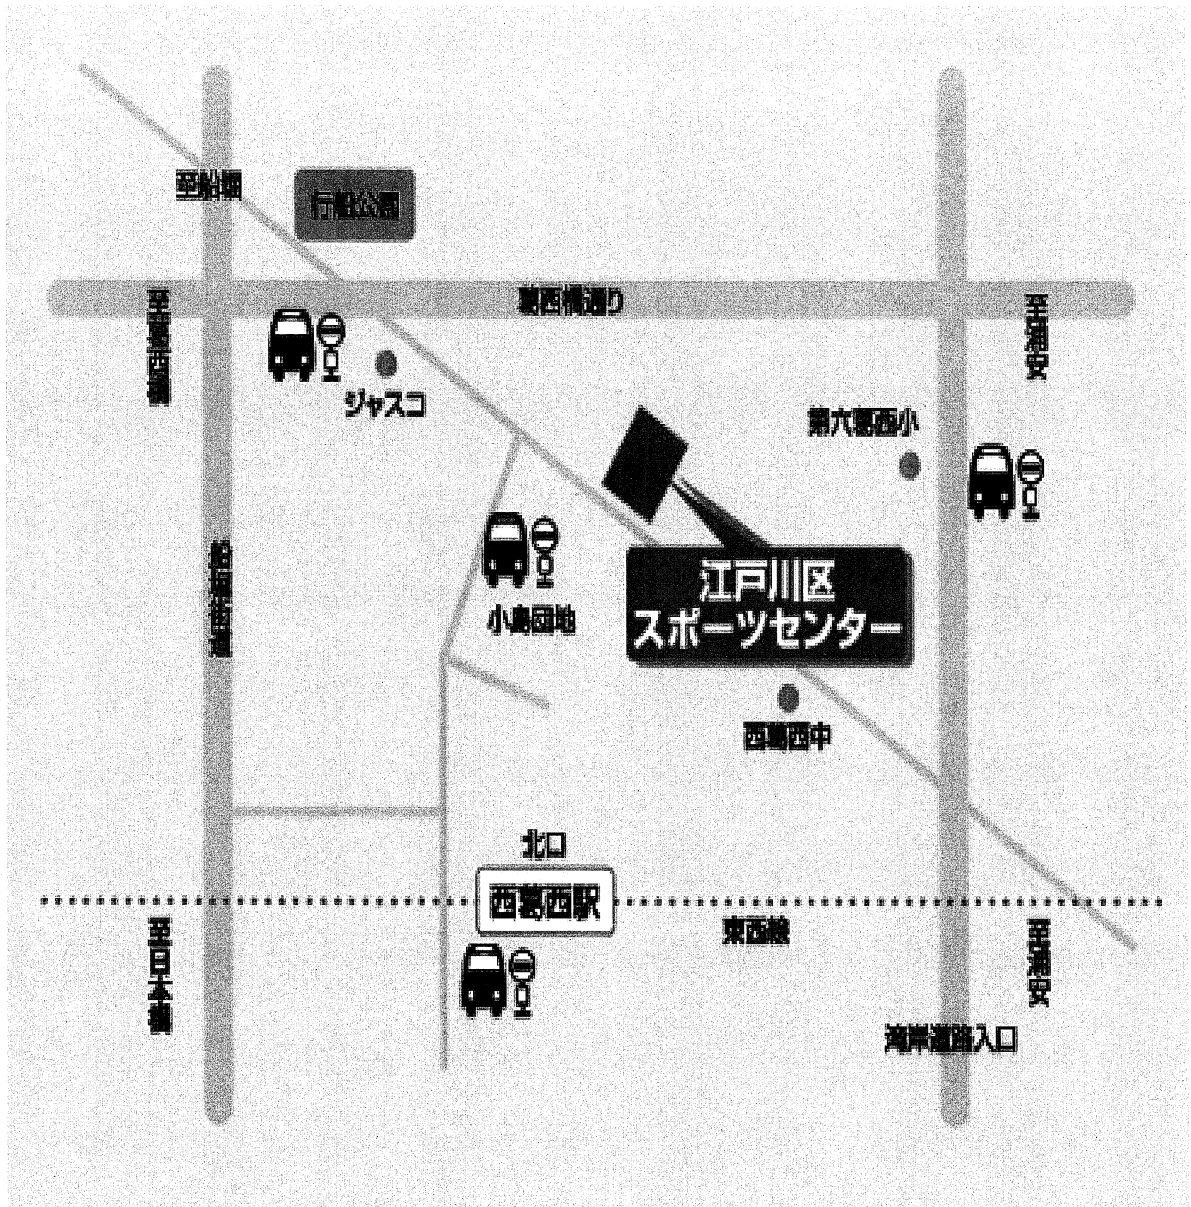 至船堀
行船公園
葛西橋通り
至葛西橋
至浦安
ジャスコ
第六葛西小
船堀街道
江戸川区
スポーツセンター
小島団地
西葛西中
北口
西葛西駅
東西線
至日本橋
至浦安
湾岸道路入口